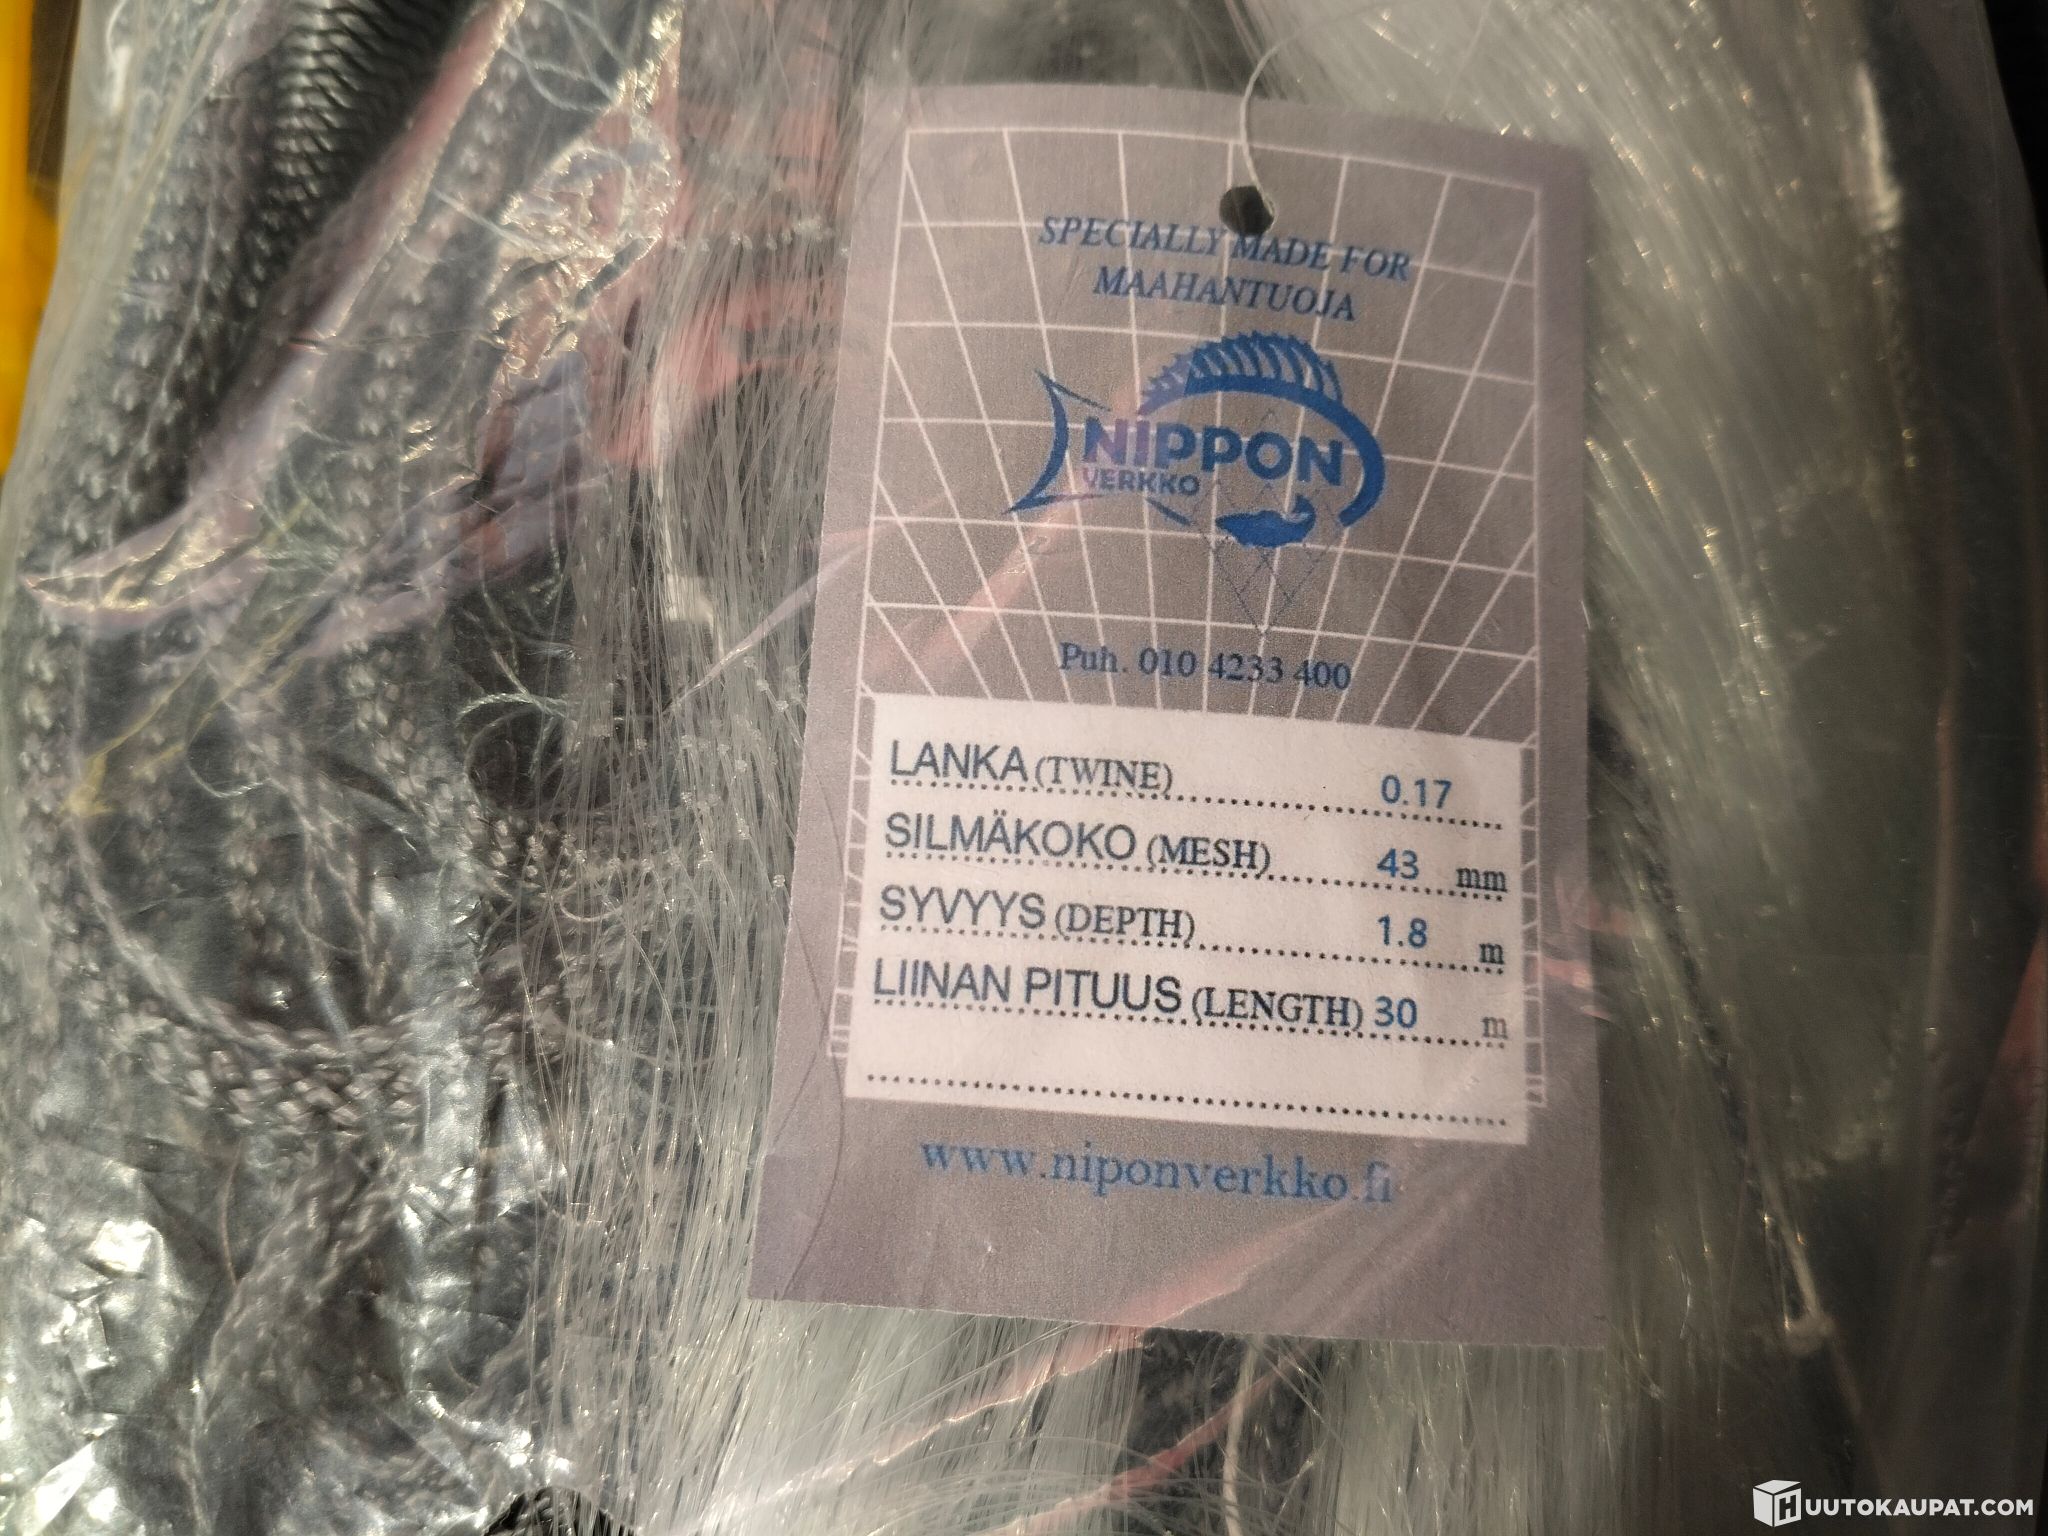 SPECIALLY MADE FOR
MAAHANTUOJA
NIPPON
VERKKO
Puh. 010 4233 400
LANKA (TWINE) 0.17
SILMÄKOKO (MESH) 43 mm
SYVYYS (DEPTH) 1.8 m
LIINAN PITUUS (LENGTH) 30 m
www.niponverkko.fi
HUUTOKAUPAT.COM